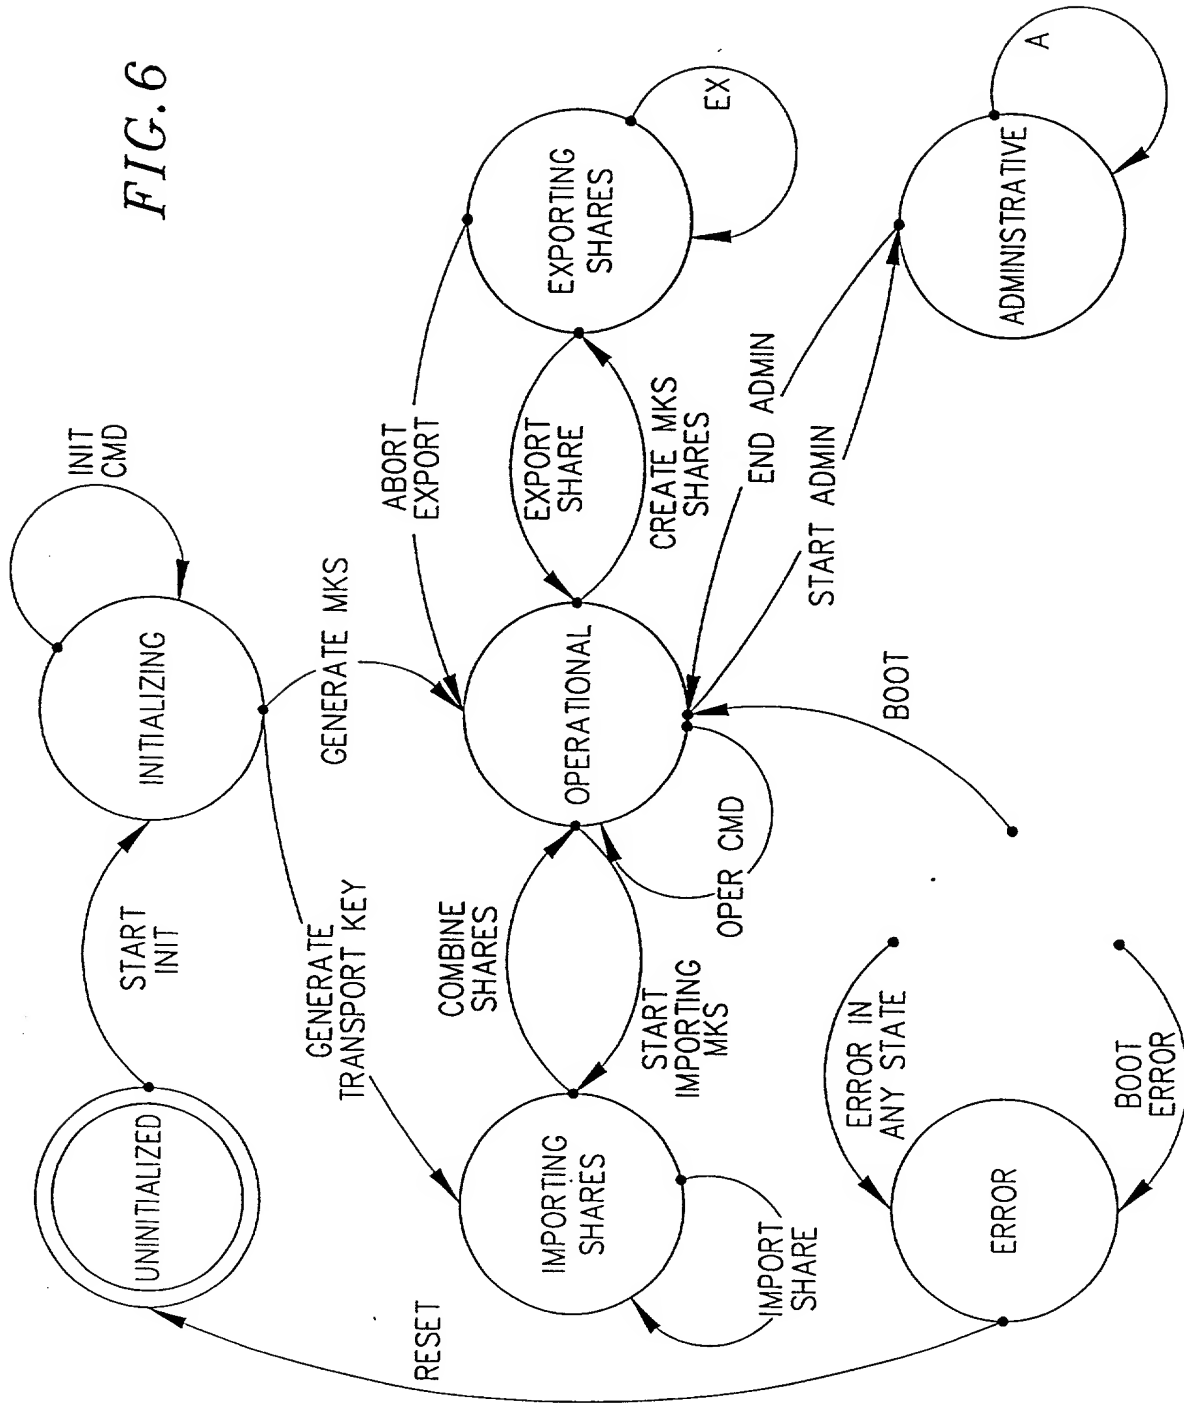 FIG.6
UNINITIALIZED
START
INIT
INITIALIZING
INIT
CMD
GENERATE
TRANSPORT KEY
GENERATE MKS
RESET
IMPORTING
SHARES
IMPORT
SHARE
COMBINE
SHARES
START
IMPORTING
MKS
OPERATIONAL
OPER CMD
ABORT
EXPORT
EXPORT
SHARE
CREATE MKS
SHARES
EXPORTING
SHARES
EX
END ADMIN
START ADMIN
ADMINISTRATIVE
A
BOOT
ERROR IN
ANY STATE
BOOT
ERROR
ERROR